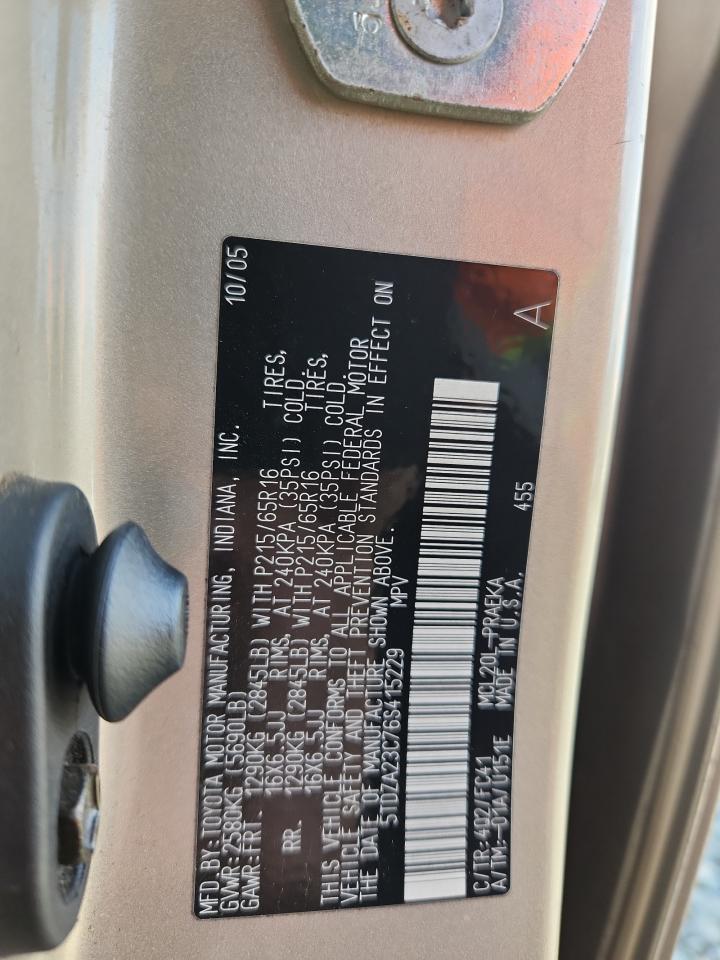 MFD BY: TOYOTA MOTOR MANUFACTURING, INDIANA, INC. 10/05
GVWR: 2580KG (5690LB)
GAWR: FRT. 1290KG (2845LB) WITH P215/65R16 TIRES,
16X6.5JJ RIMS, AT 240KPA (35PSI) COLD.
RR. 1290KG (2845LB) WITH P215/65R16 TIRES,
16X6.5JJ RIMS, AT 240KPA (35PSI) COLD.
THIS VEHICLE CONFORMS TO ALL APPLICABLE FEDERAL MOTOR
VEHICLE SAFETY AND THEFT PREVENTION STANDARDS IN EFFECT ON
THE DATE OF MANUFACTURE SHOWN ABOVE.
5TDZA23C76S415229 MPV
C/TR: 4Q2/FC41 MCL20L-PRAEKA 455
A/TM: -01A/U151E MADE IN U.S.A.
A